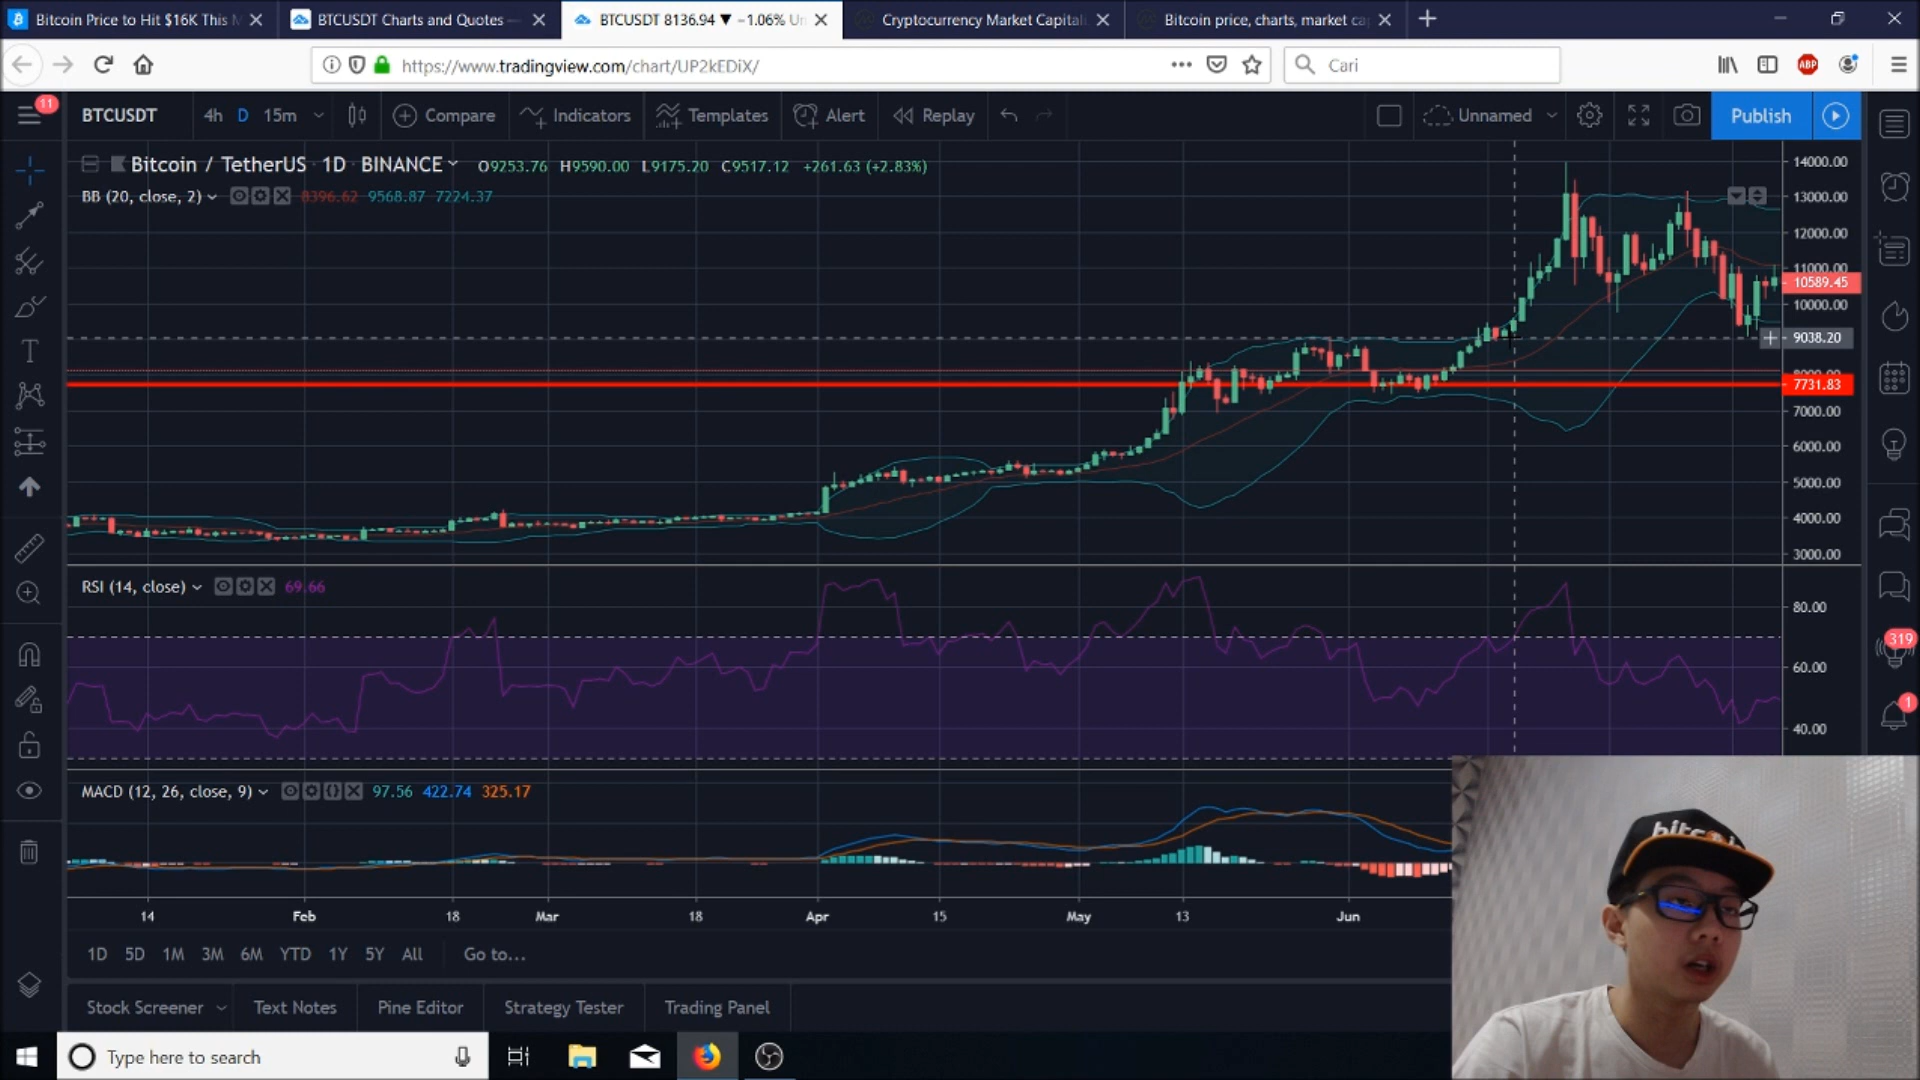 Bitcoin Price to Hit $16K This M
BTCUSDT Charts and Quotes —
BTCUSDT 8136.94 ▼ −1.06% Un
Cryptocurrency Market Capitali
Bitcoin price, charts, market ca
https://www.tradingview.com/chart/UP2kEDiX/
Cari
ABP
11
BTCUSDT
4h D 15m
Compare
Indicators
Templates
Alert
Replay
Unnamed
Publish
Bitcoin / TetherUS 1D BINANCE
O9253.76 H9590.00 L9175.20 C9517.12 +261.63 (+2.83%)
BB (20, close, 2)
8396.62 9568.87 7224.37
14000.00
13000.00
12000.00
11000.00
10589.45
10000.00
9038.20
8000.00
7731.83
7000.00
6000.00
5000.00
4000.00
3000.00
RSI (14, close)
69.66
80.00
60.00
40.00
319
1
MACD (12, 26, close, 9)
97.56 422.74 325.17
14 Feb 18 Mar 18 Apr 15 May 13 Jun
1D 5D 1M 3M 6M YTD 1Y 5Y All Go to...
Stock Screener
Text Notes
Pine Editor
Strategy Tester
Trading Panel
Type here to search